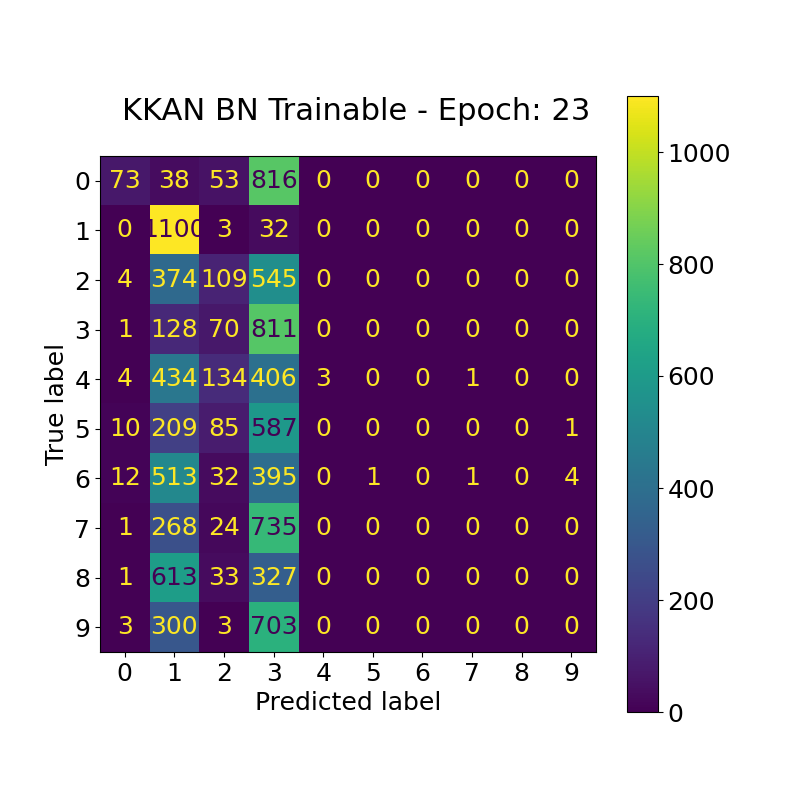 KKAN BN Trainable - Epoch: 23
0 73 38 53 816 0 0 0 0 0 0
1 0 1100 3 32 0 0 0 0 0 0
2 4 374 109 545 0 0 0 0 0 0
3 1 128 70 811 0 0 0 0 0 0
4 4 434 134 406 3 0 0 1 0 0
5 10 209 85 587 0 0 0 0 0 1
6 12 513 32 395 0 1 0 1 0 4
7 1 268 24 735 0 0 0 0 0 0
8 1 613 33 327 0 0 0 0 0 0
9 3 300 3 703 0 0 0 0 0 0
0 1 2 3 4 5 6 7 8 9
Predicted label
True label
1000
800
600
400
200
0